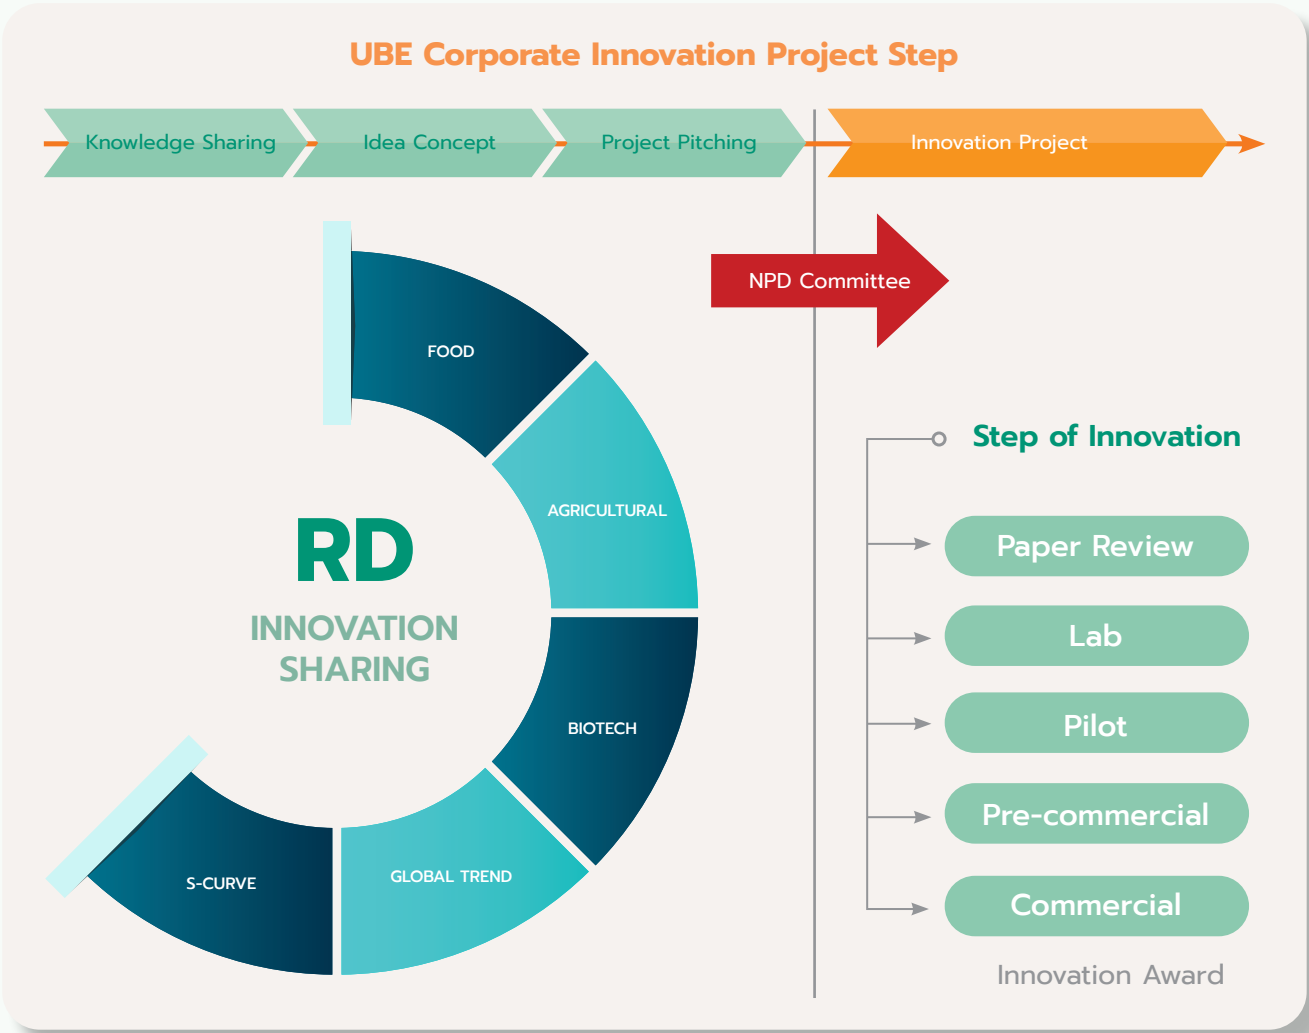 UBE Corporate Innovation Project Step
Knowledge Sharing
Idea Concept
Project Pitching
Innovation Project
NPD Committee
FOOD
AGRICULTURAL
BIOTECH
GLOBAL TREND
S-CURVE
RD
INNOVATION
SHARING
Step of Innovation
Paper Review
Lab
Pilot
Pre-commercial
Commercial
Innovation Award